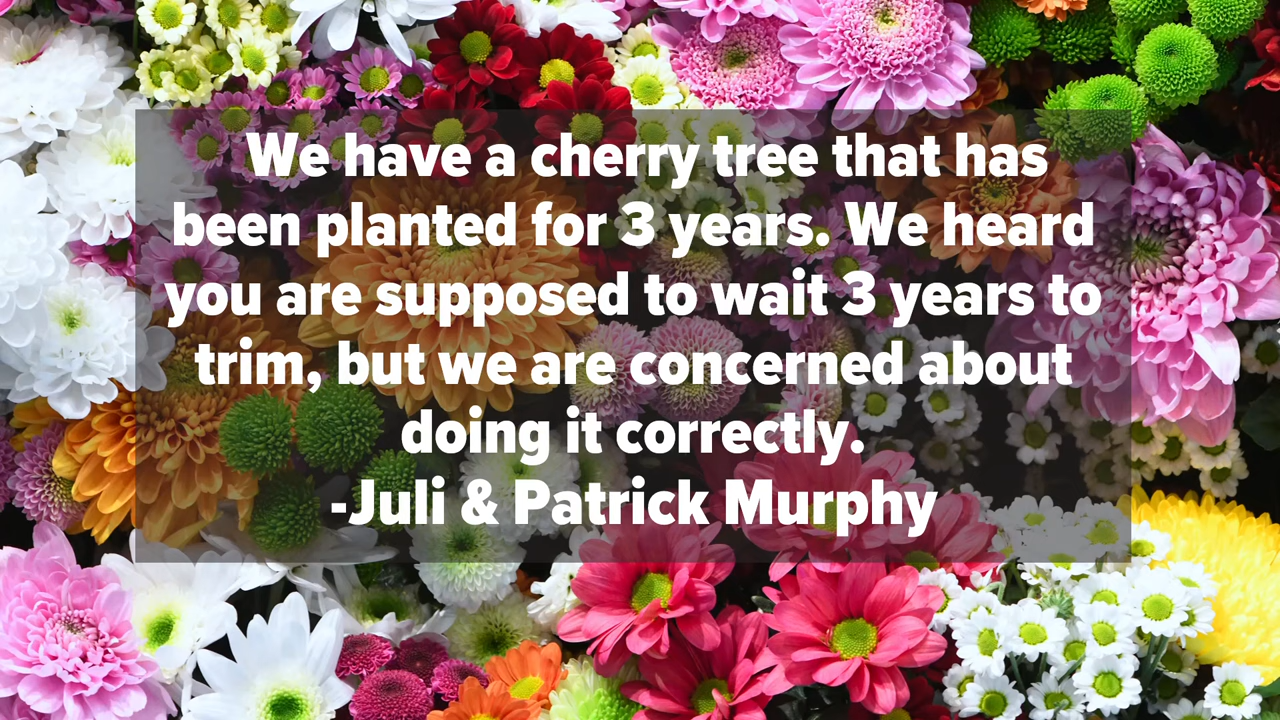 We have a cherry tree that has
been planted for 3 years. We heard
you are supposed to wait 3 years to
trim, but we are concerned about
doing it correctly.
-Juli & Patrick Murphy